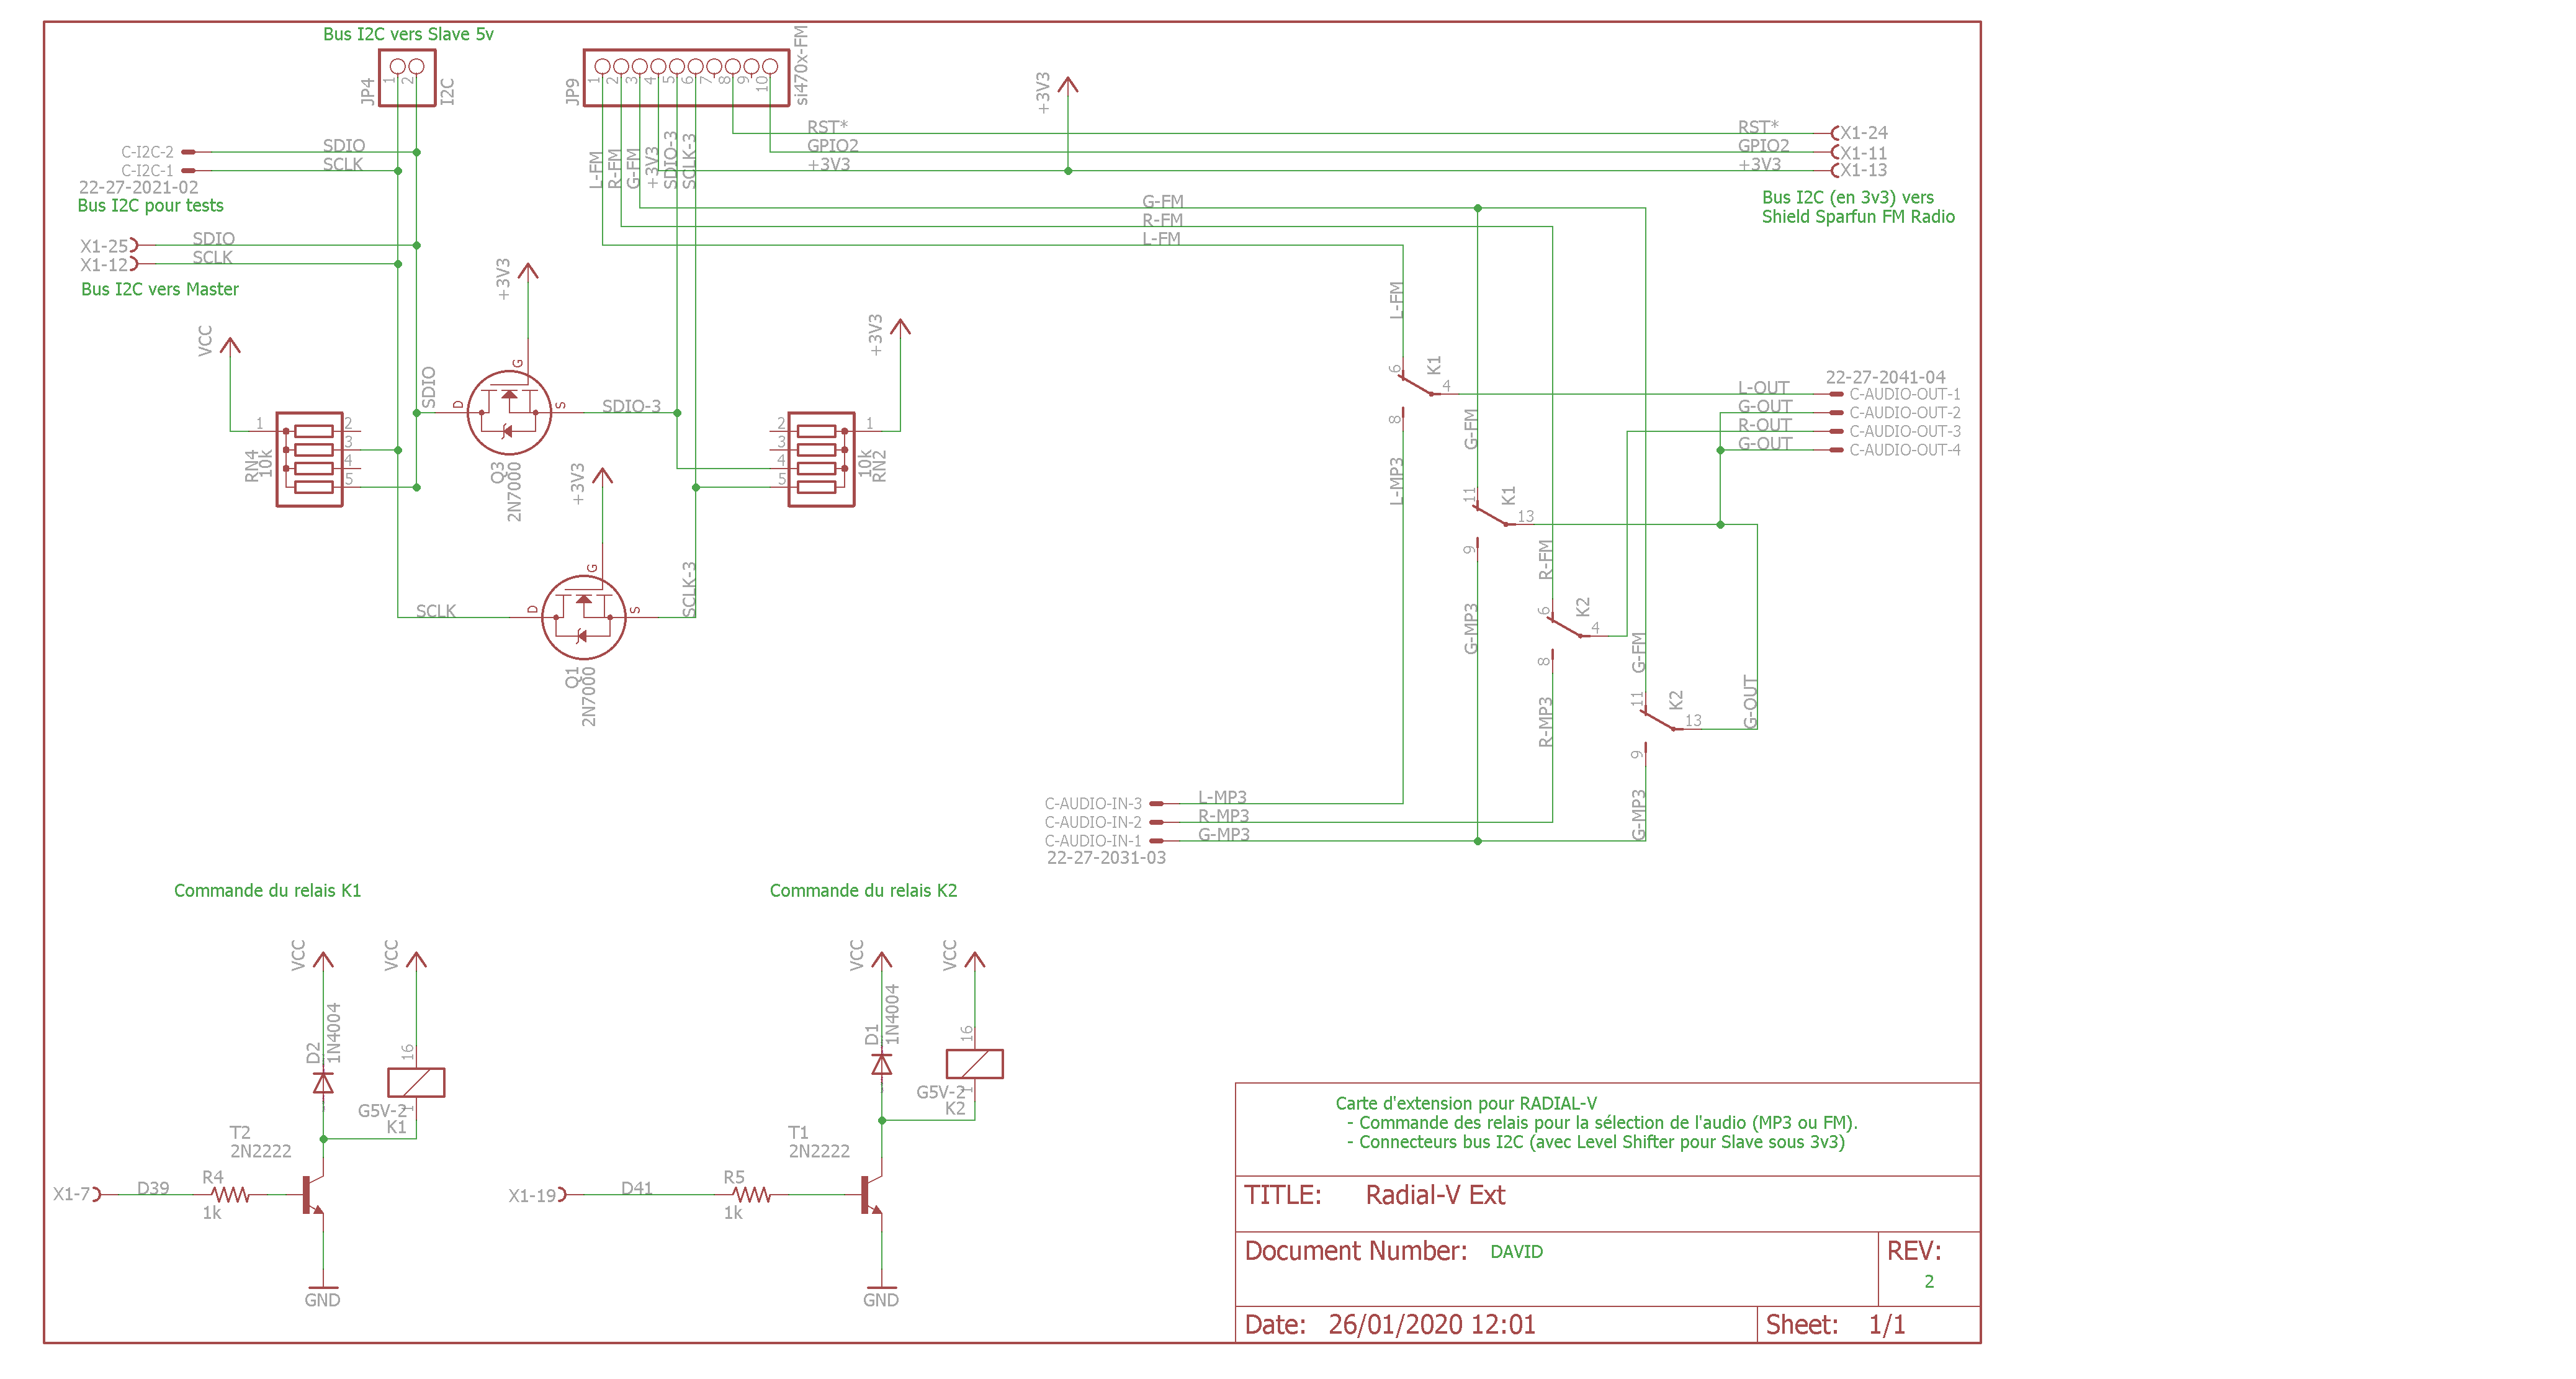 Bus I2C vers Slave 5v
JP4
1
2
I2C
JP9
1
2
3
4
5
6
7
8
9
10
si470x-FM
+3V3
C-I2C-2
SDIO
C-I2C-1
SCLK
22-27-2021-02
Bus I2C pour tests
X1-25
SDIO
X1-12
SCLK
Bus I2C vers Master
L-FM
R-FM
G-FM
+3V3
SDIO-3
SCLK-3
RST*
GPIO2
+3V3
RST*
GPIO2
+3V3
X1-24
X1-11
X1-13
Bus I2C (en 3v3) vers
Shield Sparfun FM Radio
G-FM
R-FM
L-FM
VCC
+3V3
+3V3
SDIO
D
G
S
SDIO-3
Q3
2N7000
RN4
10k
1
2
3
4
5
2
3
4
5
1
10k
RN2
+3V3
SCLK
D
G
S
SCLK-3
Q1
2N7000
L-FM
6
K1
4
8
L-MP3
G-FM
11
K1
13
9
G-MP3
R-FM
6
K2
4
8
R-MP3
G-FM
11
K2
13
9
G-MP3
G-OUT
22-27-2041-04
L-OUT
C-AUDIO-OUT-1
G-OUT
C-AUDIO-OUT-2
R-OUT
C-AUDIO-OUT-3
G-OUT
C-AUDIO-OUT-4
C-AUDIO-IN-3
L-MP3
C-AUDIO-IN-2
R-MP3
C-AUDIO-IN-1
G-MP3
22-27-2031-03
Commande du relais K1
VCC
VCC
D2
1N4004
16
G5V-2
1
K1
T2
2N2222
X1-7
D39
R4
1k
GND
Commande du relais K2
VCC
VCC
D1
1N4004
16
G5V-2
1
K2
T1
2N2222
X1-19
D41
R5
1k
GND
Carte d'extension pour RADIAL-V
- Commande des relais pour la sélection de l'audio (MP3 ou FM).
- Connecteurs bus I2C (avec Level Shifter pour Slave sous 3v3)
TITLE: Radial-V Ext
Document Number: DAVID
REV:
2
Date: 26/01/2020 12:01
Sheet: 1/1